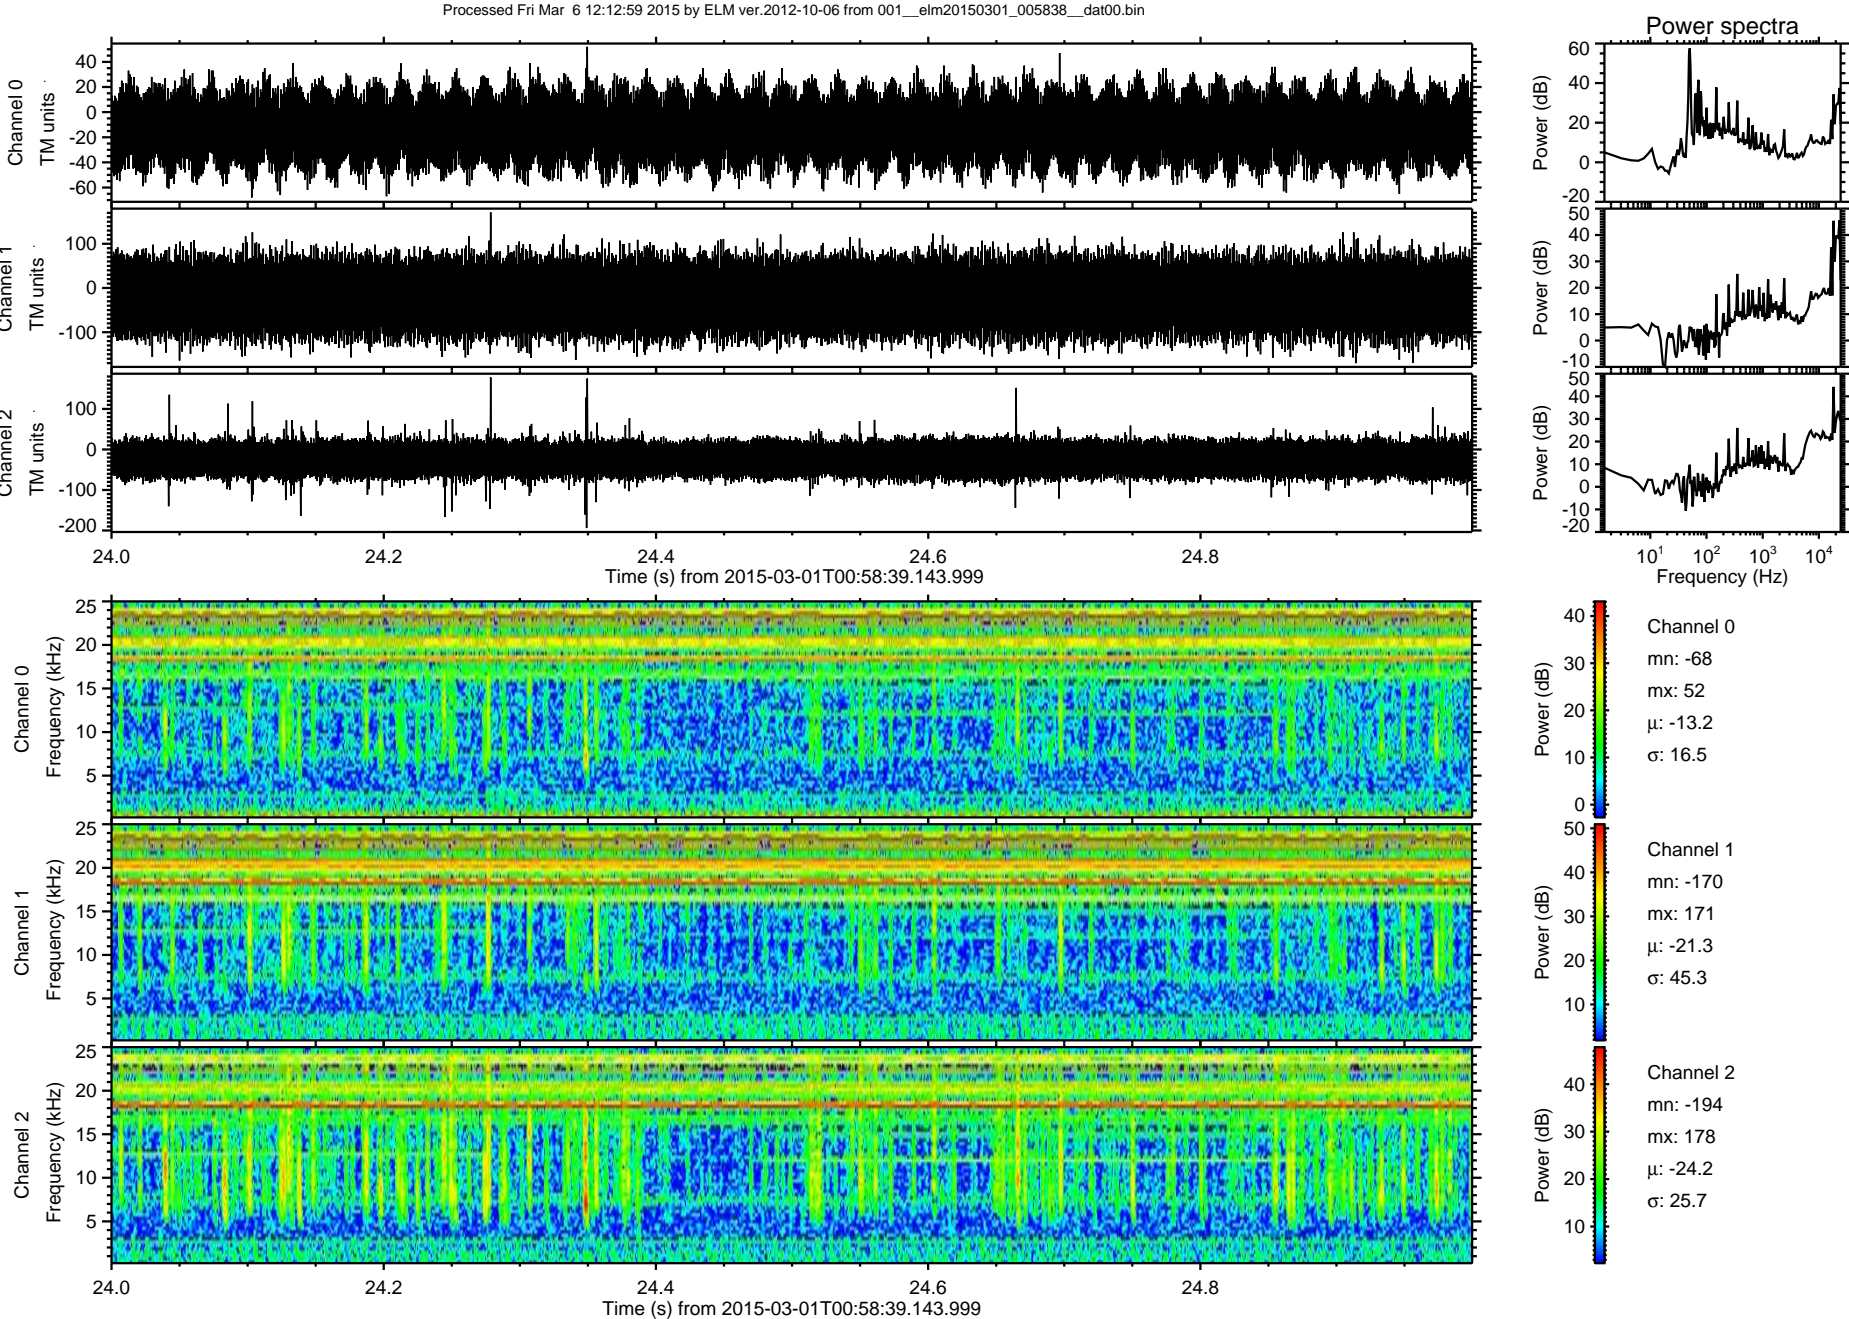 Processed Fri Mar 6 12:12:59 2015 by ELM ver.2012-10-06 from 001__elm20150301_005838__dat00.bin
Power spectra
Channel 0
TM units
40
20
0
-20
-40
-60
Power (dB)
60
40
20
0
-20
Channel 1
TM units
100
0
-100
Power (dB)
50
40
30
20
10
0
-10
Channel 2
TM units
100
0
-100
-200
Power (dB)
50
40
30
20
10
0
-10
-20
24.0 24.2 24.4 24.6 24.8
Time (s) from 2015-03-01T00:58:39.143.999
10¹ 10² 10³ 10⁴
Frequency (Hz)
Channel 0
Frequency (kHz)
25
20
15
10
5
Power (dB)
40
30
20
10
0
Channel 0
mn: -68
mx: 52
μ: -13.2
σ: 16.5
Channel 1
Frequency (kHz)
25
20
15
10
5
Power (dB)
50
40
30
20
10
Channel 1
mn: -170
mx: 171
μ: -21.3
σ: 45.3
Channel 2
Frequency (kHz)
25
20
15
10
5
Power (dB)
40
30
20
10
Channel 2
mn: -194
mx: 178
μ: -24.2
σ: 25.7
24.0 24.2 24.4 24.6 24.8
Time (s) from 2015-03-01T00:58:39.143.999